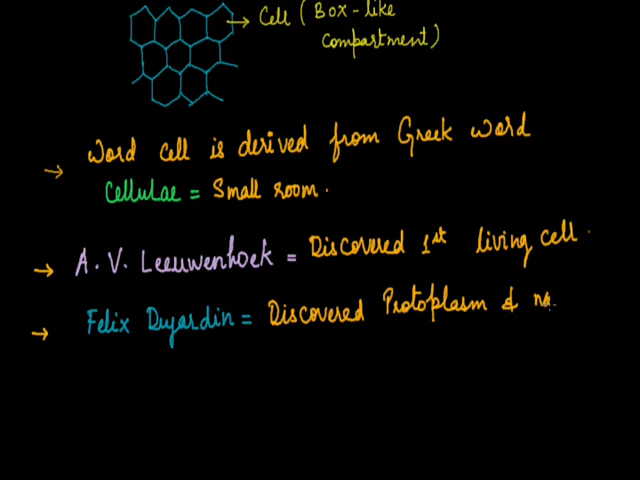 Cell (Box-like
compartment)
→ Word cell is derived from Greek word
Cellulae = Small room.
→ A. V. Leeuwenhoek = Discovered 1st living cell.
→ Felix Dujardin = Discovered Protoplasm &